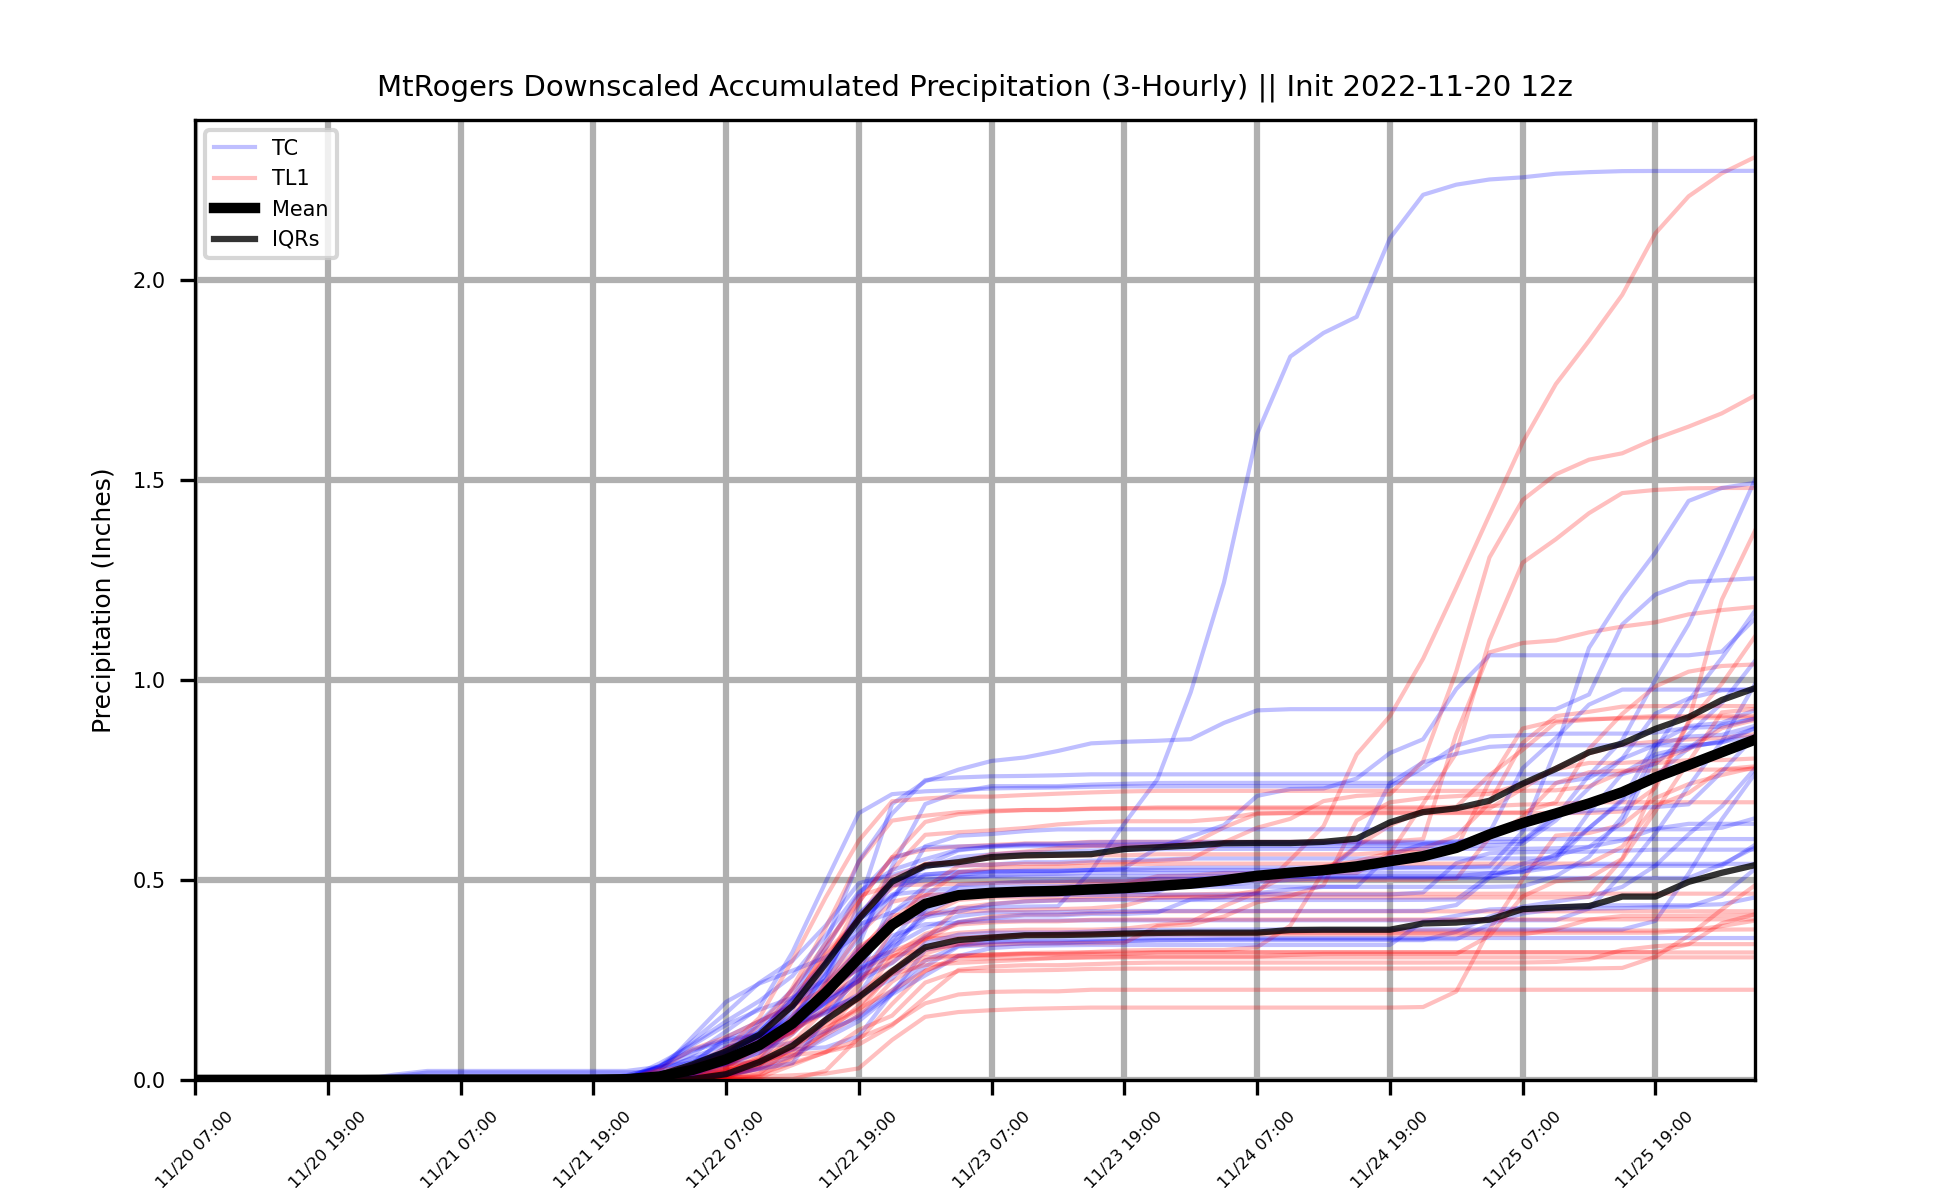 MtRogers Downscaled Accumulated Precipitation (3-Hourly) || Init 2022-11-20 12z
TC
TL1
Mean
IQRs
Precipitation (Inches)
2.0
1.5
1.0
0.5
0.0
11/20 07:00
11/20 19:00
11/21 07:00
11/21 19:00
11/22 07:00
11/22 19:00
11/23 07:00
11/23 19:00
11/24 07:00
11/24 19:00
11/25 07:00
11/25 19:00